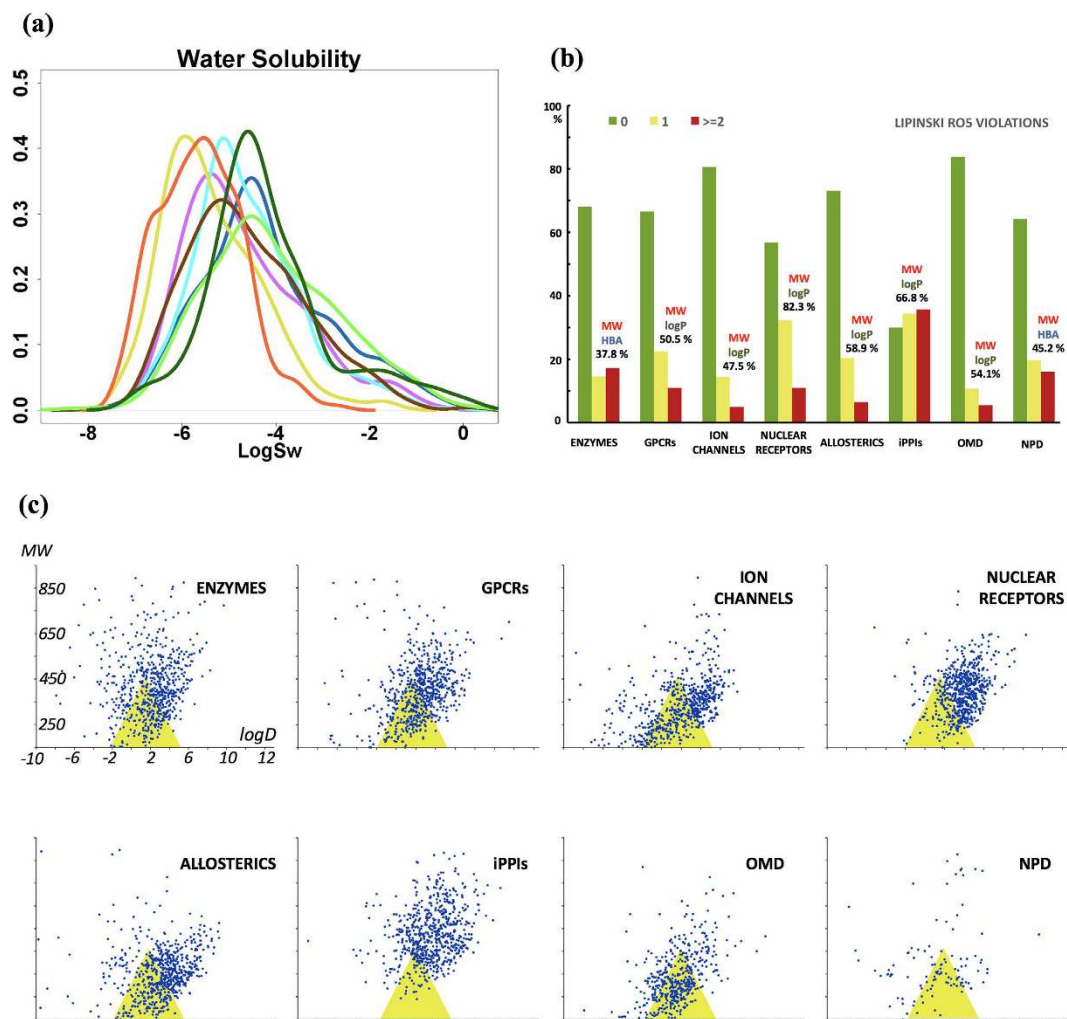 (a)
Water Solubility
0.5
0.4
0.3
0.2
0.1
0.0
-8 -6 -4 -2 0
LogSw
(b)
100
%
80
60
40
20
0
0 1 >=2
LIPINSKI RO5 VIOLATIONS
MW
HBA
37.8 %
MW
logP
50.5 %
MW
logP
47.5 %
MW
logP
82.3 %
MW
logP
58.9 %
MW
logP
66.8 %
MW
logP
54.1%
MW
HBA
45.2 %
ENZYMES GPCRs ION CHANNELS NUCLEAR RECEPTORS ALLOSTERICS iPPIs OMD NPD
(c)
MW
850
650
450
250
-10 -6 -2 2 6 10 12
logD
ENZYMES
GPCRs
ION
CHANNELS
NUCLEAR
RECEPTORS
ALLOSTERICS
iPPIs
OMD
NPD